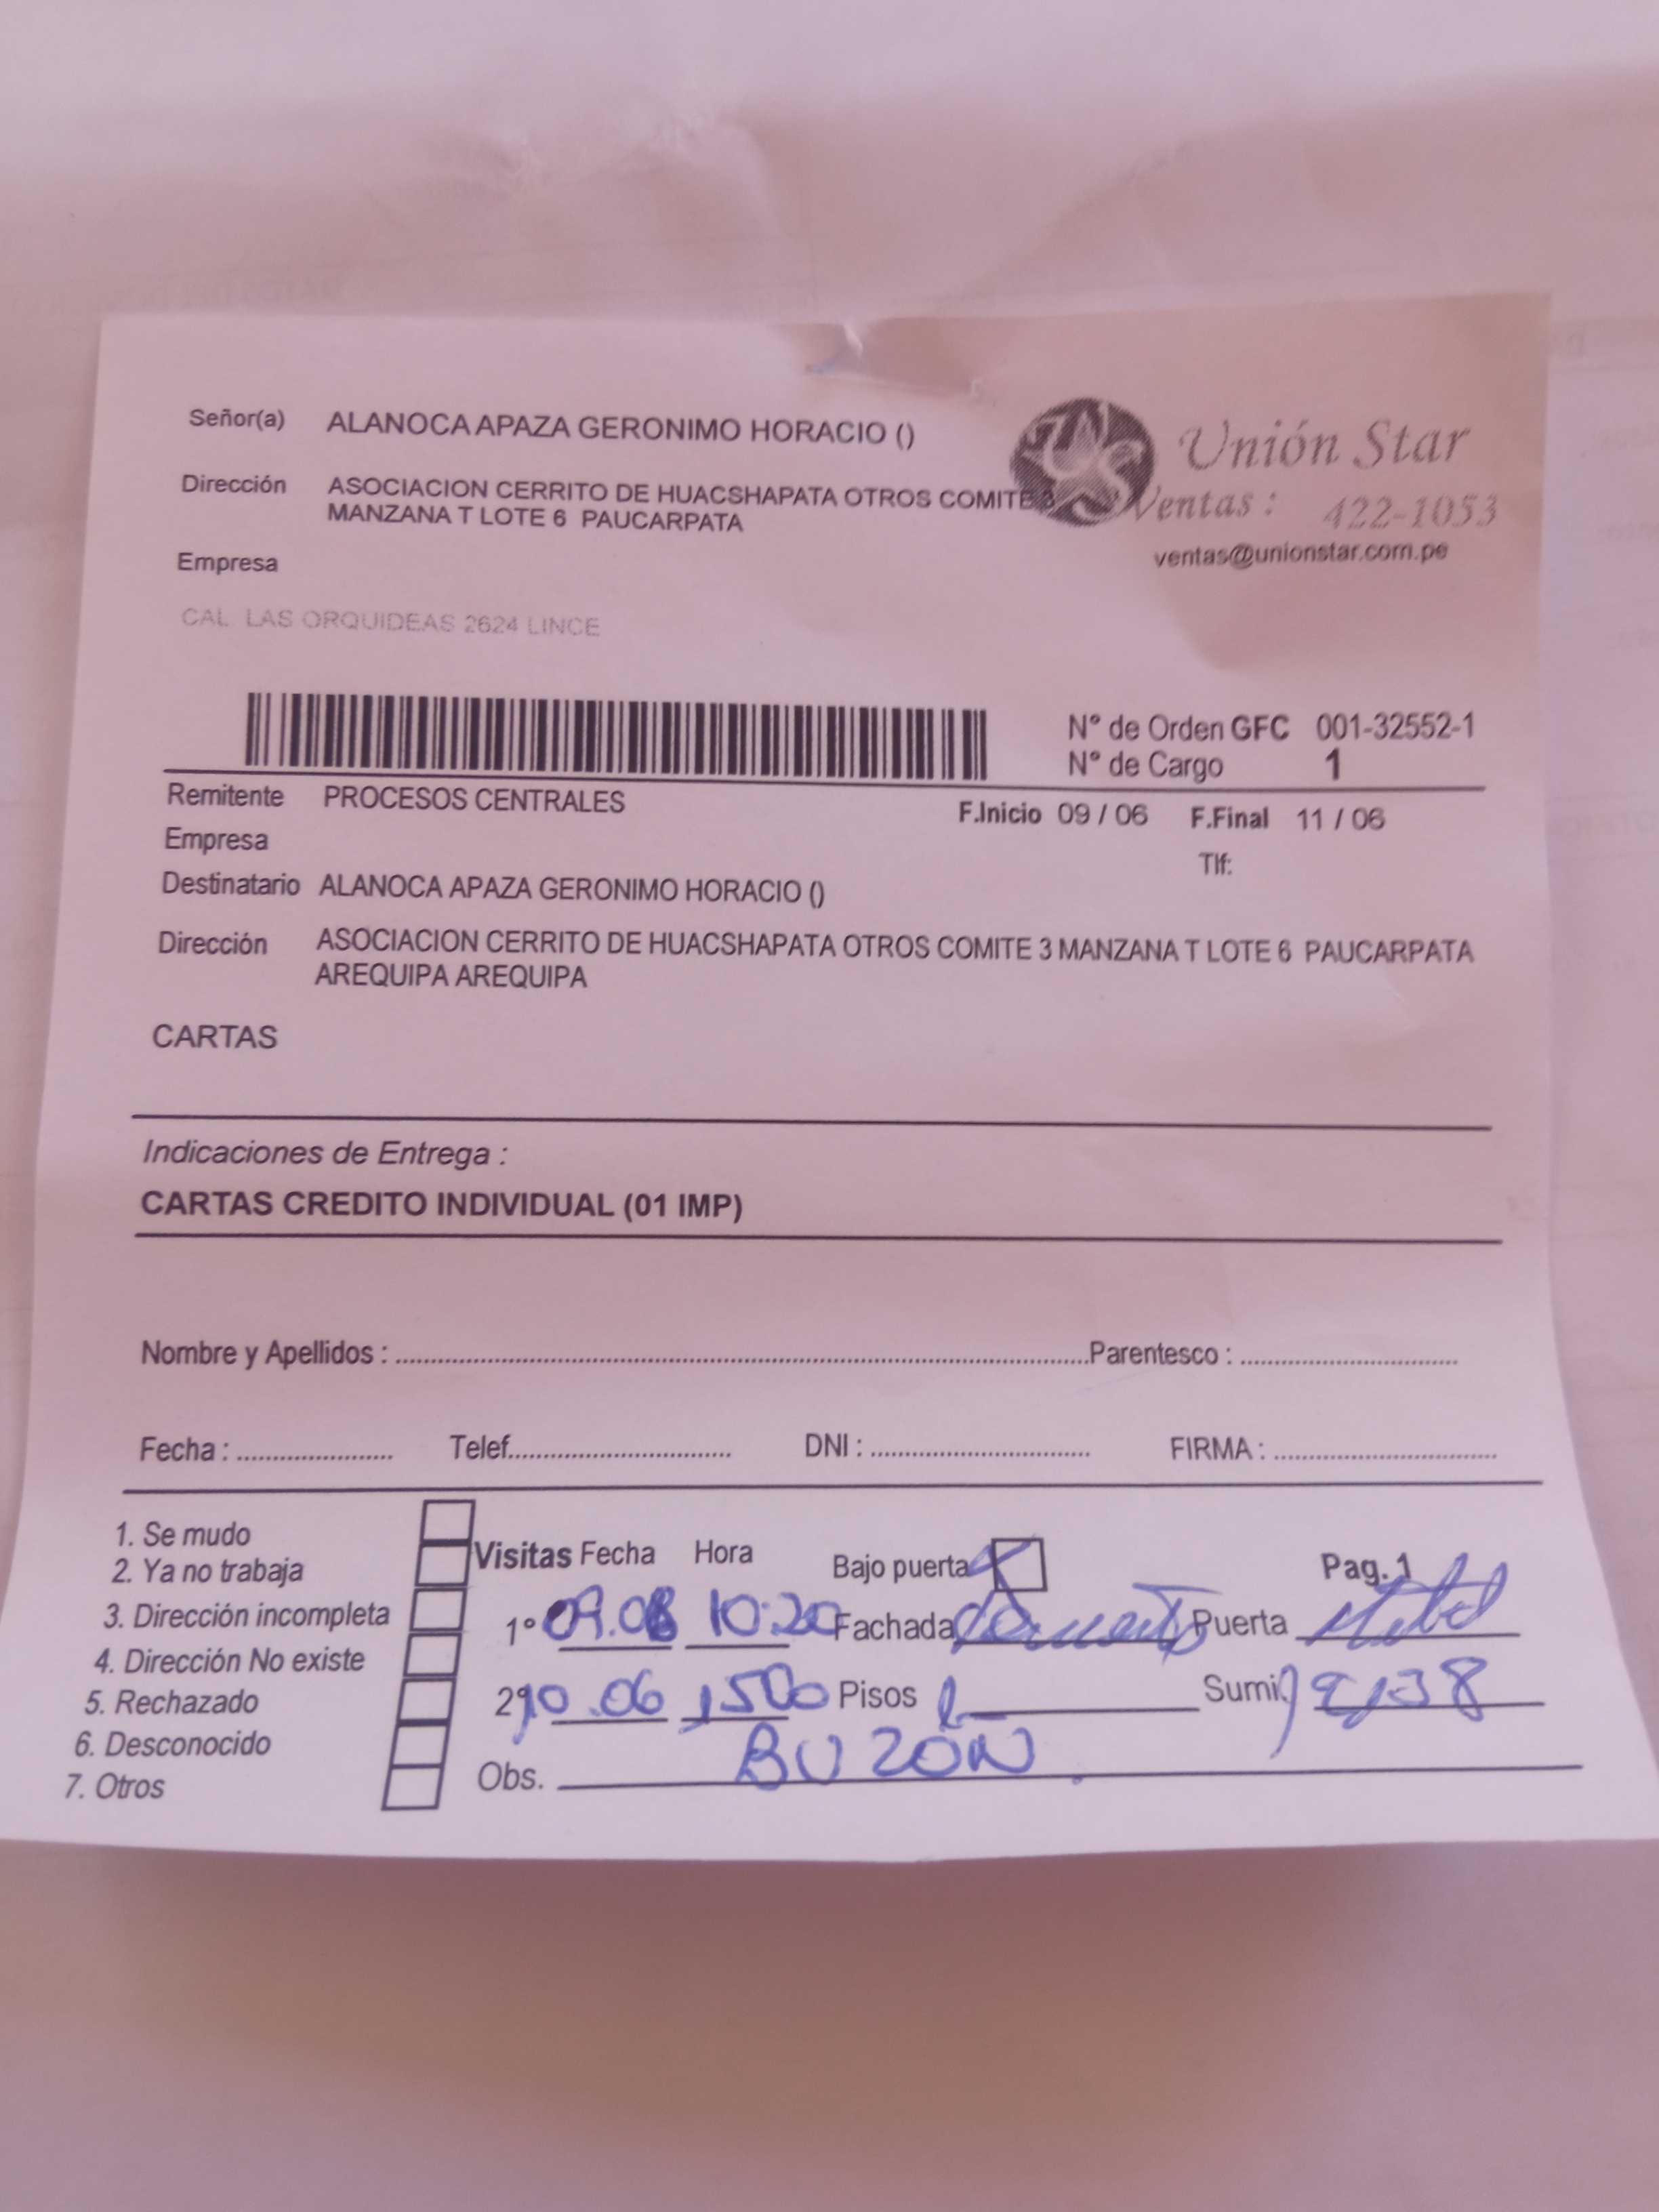 Señor(a) ALANOCA APAZA GERONIMO HORACIO ()
Unión Star
Ventas : 422-1053
ventas@unionstar.com.pe
Dirección ASOCIACION CERRITO DE HUACSHAPATA OTROS COMITE 3
MANZANA T LOTE 6 PAUCARPATA
Empresa
CAL LAS ORQUIDEAS 2624 LINCE
N° de Orden GFC 001-32552-1
N° de Cargo 1
Remitente PROCESOS CENTRALES F.Inicio 09 / 06 F.Final 11 / 06
Empresa Tlf:
Destinatario ALANOCA APAZA GERONIMO HORACIO ()
Dirección ASOCIACION CERRITO DE HUACSHAPATA OTROS COMITE 3 MANZANA T LOTE 6 PAUCARPATA
AREQUIPA AREQUIPA
CARTAS
Indicaciones de Entrega :
CARTAS CREDITO INDIVIDUAL (01 IMP)
Nombre y Apellidos : Parentesco :
Fecha : Telef. DNI : FIRMA :
1. Se mudo
2. Ya no trabaja
3. Dirección incompleta
4. Dirección No existe
5. Rechazado
6. Desconocido
7. Otros
Visitas Fecha Hora Bajo puerta Pag. 1
1° 09.06 10:20 Fachada Puerta
2° 10.06 1500 Pisos Sumi
Obs. BUZON